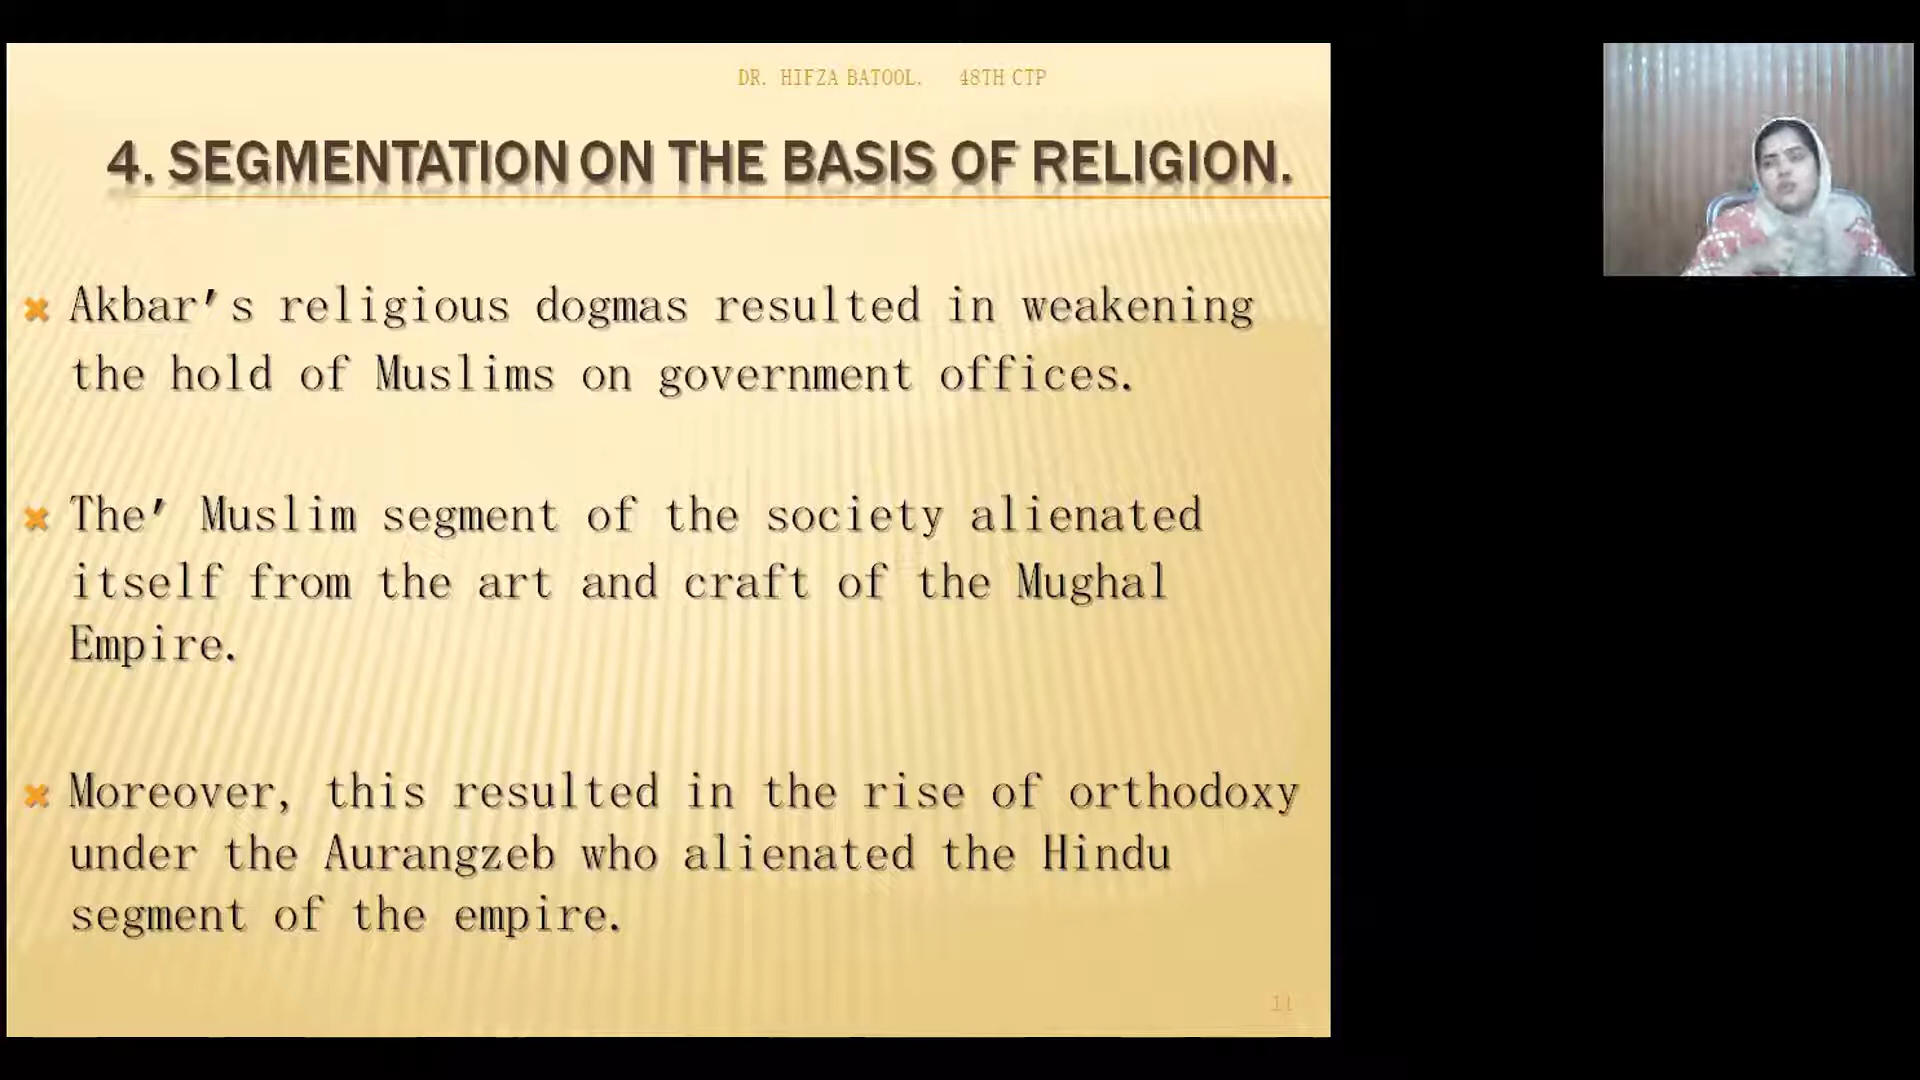 DR. HIFZA BATOOL. 48TH CTP
4. SEGMENTATION ON THE BASIS OF RELIGION.
Akbar's religious dogmas resulted in weakening
the hold of Muslims on government offices.
The' Muslim segment of the society alienated
itself from the art and craft of the Mughal
Empire.
Moreover, this resulted in the rise of orthodoxy
under the Aurangzeb who alienated the Hindu
segment of the empire.
11